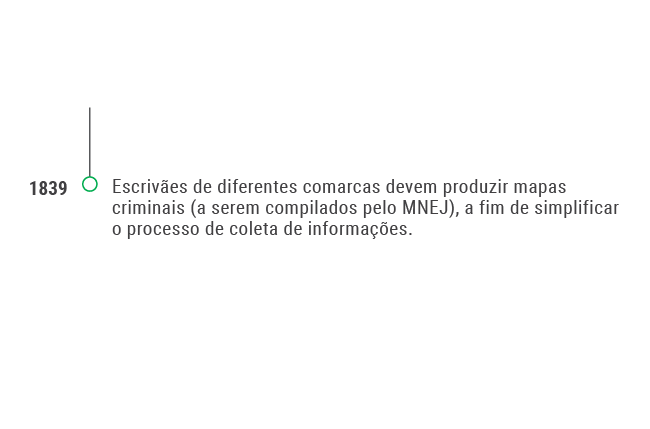 1839
Escrivães de diferentes comarcas devem produzir mapas
criminais (a serem compilados pelo MNEJ), a fim de simplificar
o processo de coleta de informações.